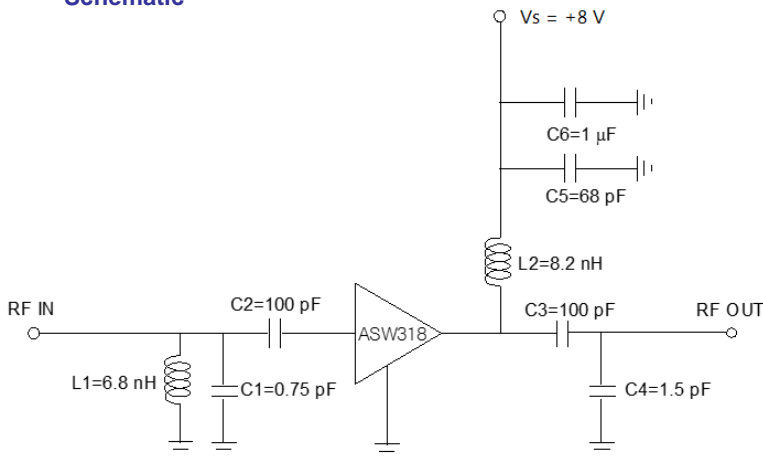 Schematic
Vs = +8 V
C6=1 μF
C5=68 pF
L2=8.2 nH
RF IN
C2=100 pF
ASW318
C3=100 pF
RF OUT
L1=6.8 nH
C1=0.75 pF
C4=1.5 pF